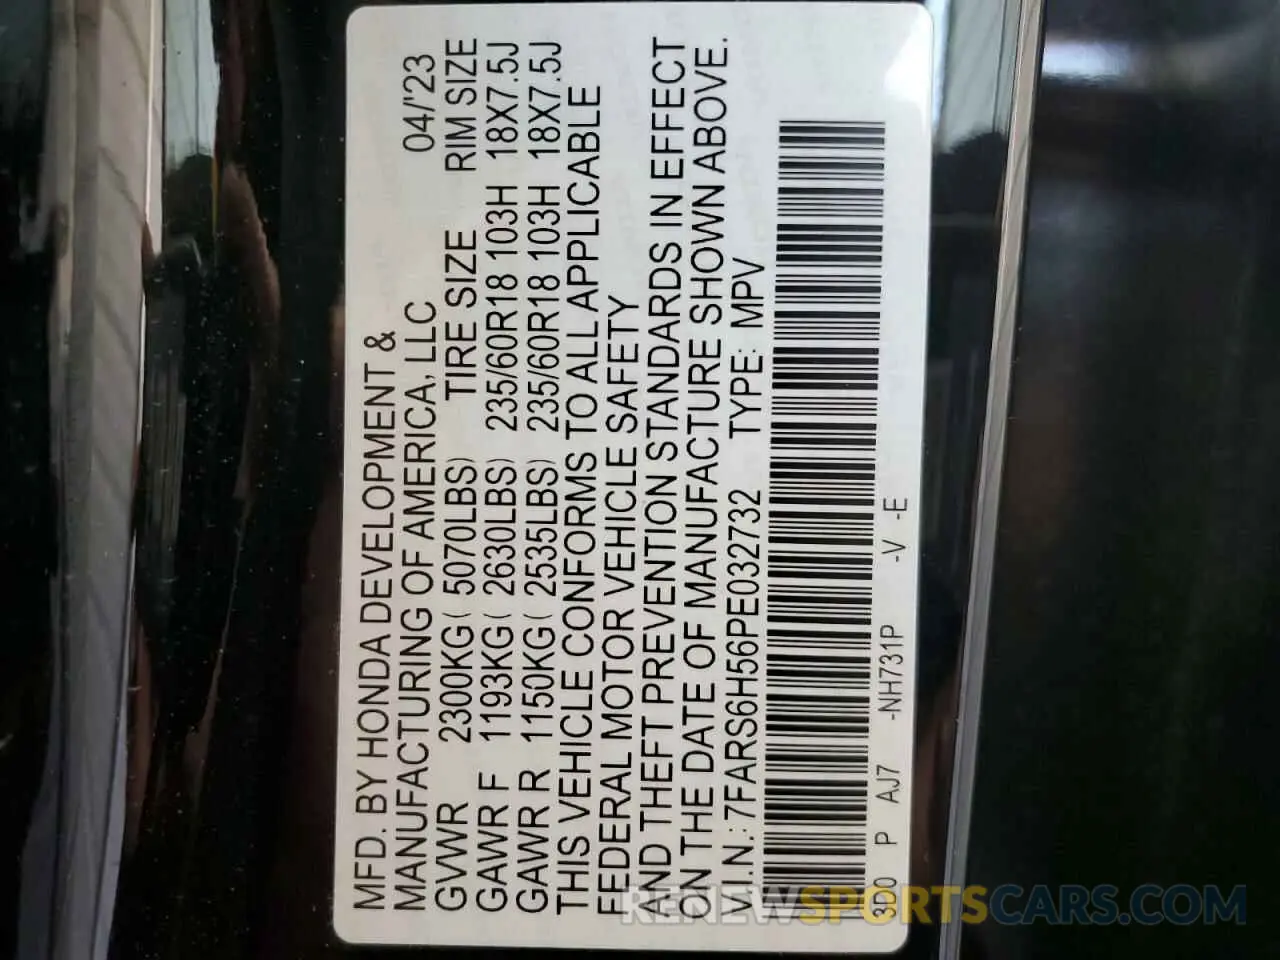 MFD. BY HONDA DEVELOPMENT &
MANUFACTURING OF AMERICA, LLC 04/'23
GVWR 2300KG( 5070LBS) TIRE SIZE RIM SIZE
GAWR F 1193KG( 2630LBS) 235/60R18 103H 18X7.5J
GAWR R 1150KG( 2535LBS) 235/60R18 103H 18X7.5J
THIS VEHICLE CONFORMS TO ALL APPLICABLE
FEDERAL MOTOR VEHICLE SAFETY
AND THEFT PREVENTION STANDARDS IN EFFECT
ON THE DATE OF MANUFACTURE SHOWN ABOVE.
V.I.N.: 7FARS6H56PE032732 TYPE: MPV
3D0 P AJ7 -NH731P -V -E
RENEWSPORTSCARS.COM